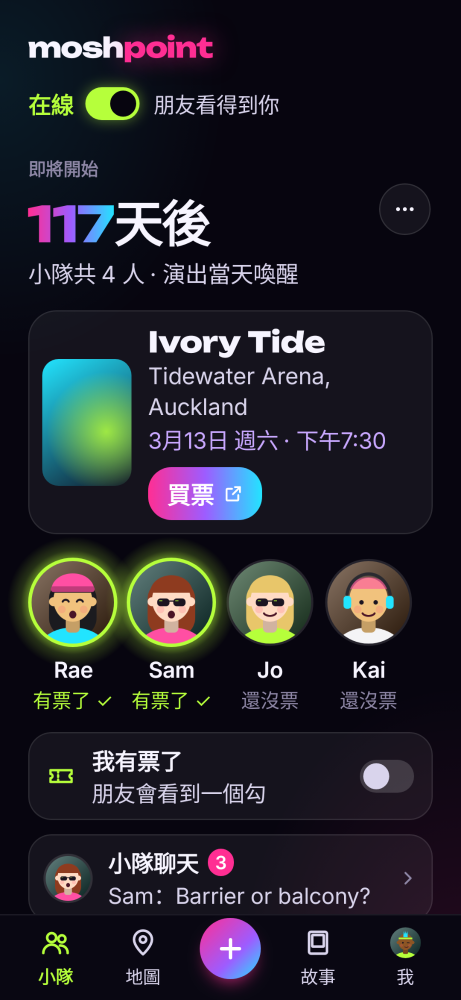 moshpoint
在線 朋友看得到你
即將開始
117天後
小隊共 4 人 · 演出當天喚醒
Ivory Tide
Tidewater Arena,
Auckland
3月13日 週六 · 下午7:30
買票
Rae Sam Jo Kai
有票了 ✓ 有票了 ✓ 還沒票 還沒票
我有票了
朋友會看到一個勾
小隊聊天 3
Sam：Barrier or balcony?
小隊 地圖 故事 我